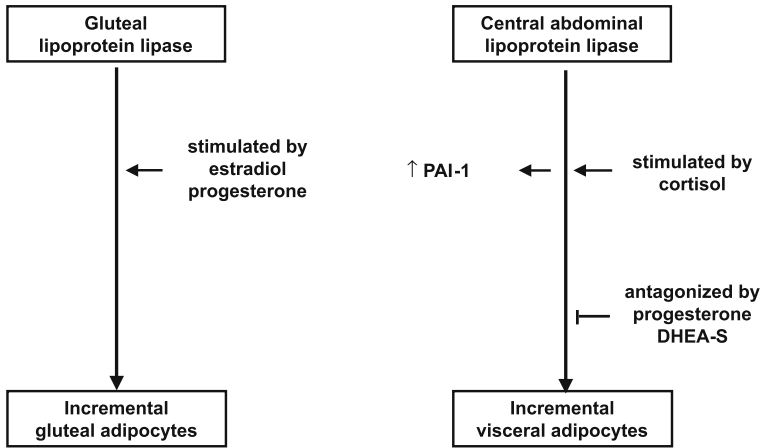 Gluteal
lipoprotein lipase
stimulated by
estradiol
progesterone
Incremental
gluteal adipocytes
Central abdominal
lipoprotein lipase
↑ PAI-1
stimulated by
cortisol
antagonized by
progesterone
DHEA-S
Incremental
visceral adipocytes